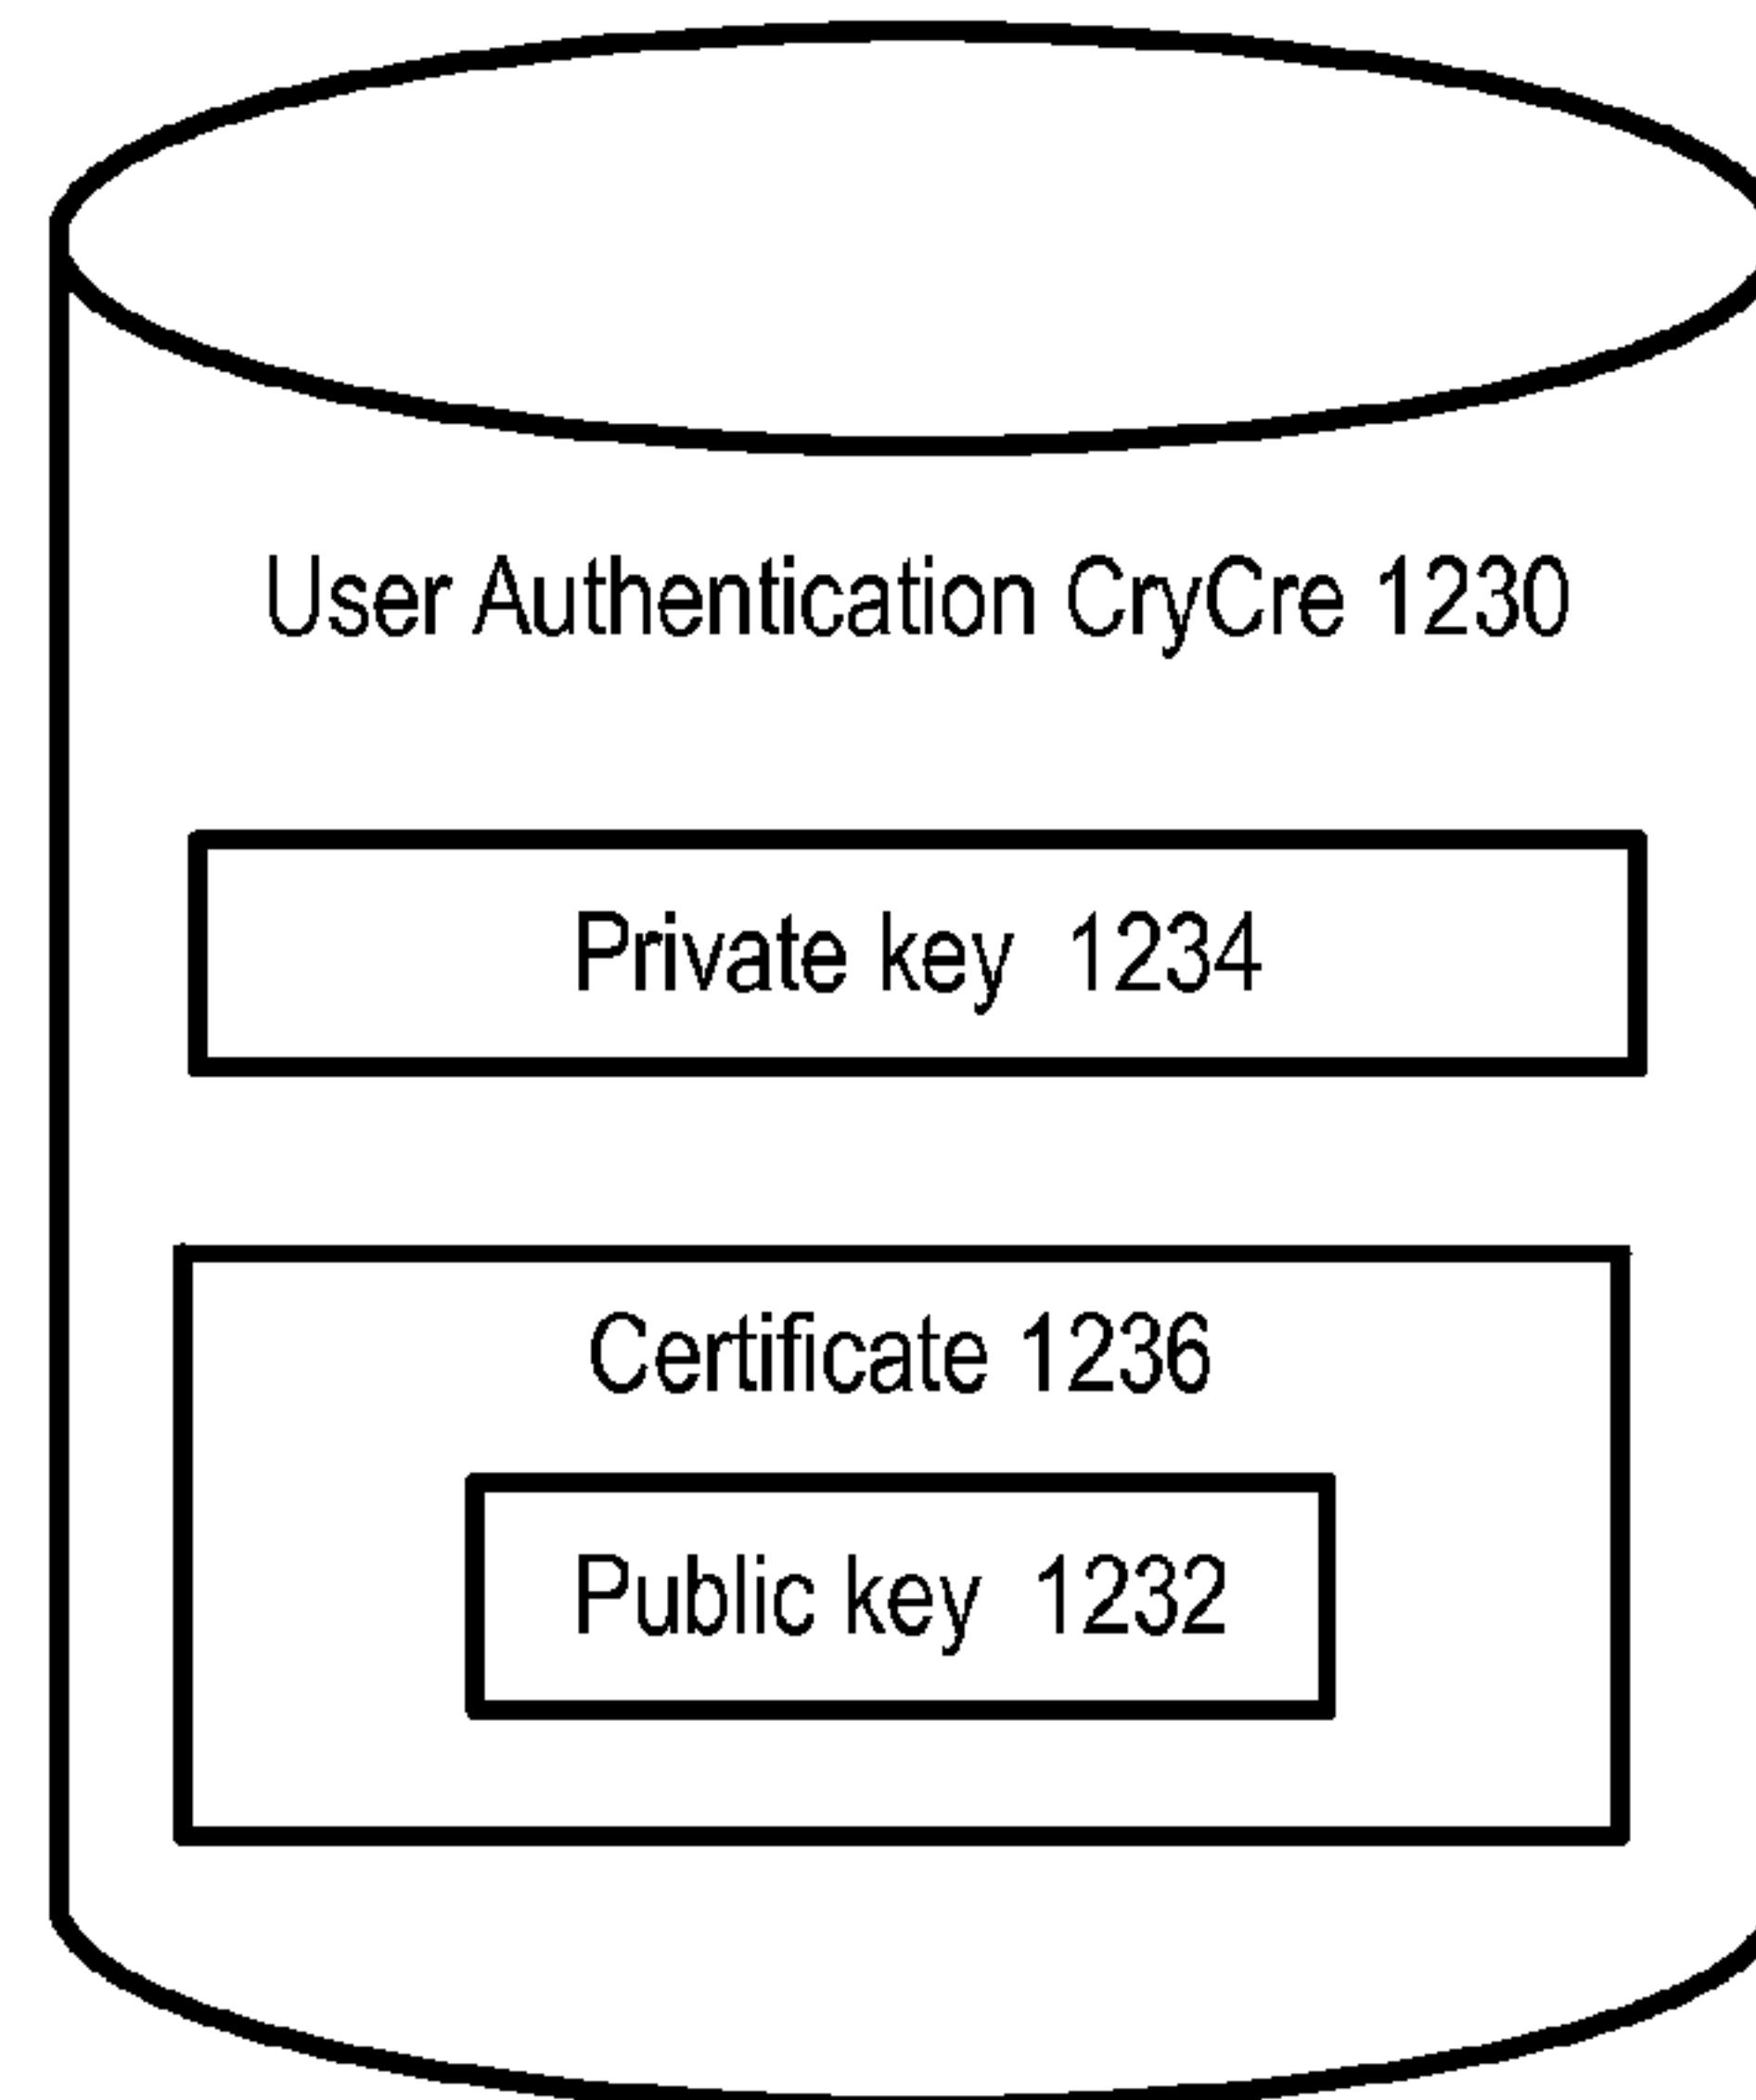 User Authentication CryCre 1230
Private key 1234
Certificate 1236
Public key 1232